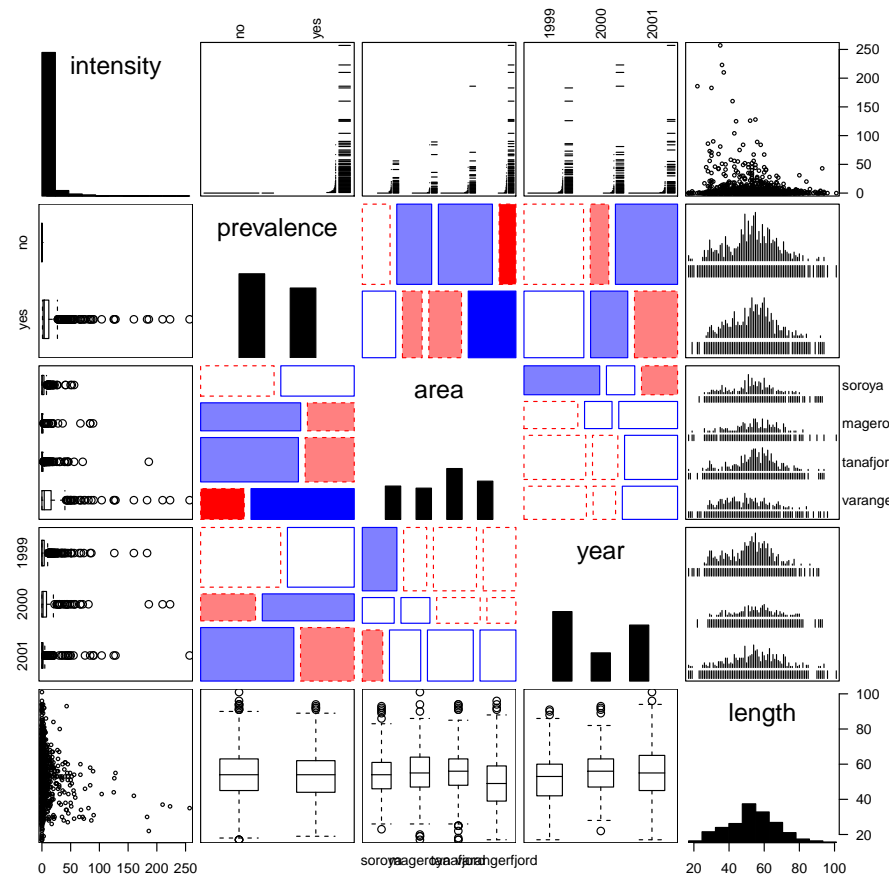 no yes 1999 2000 2001
intensity
250
200
150
100
50
0
prevalence
no
yes
area
soroya
magero
tanafjor
varange
year
1999
2000
2001
length
100
80
60
40
20
0 50 100 150 200 250
soroya
20 40 60 80 100